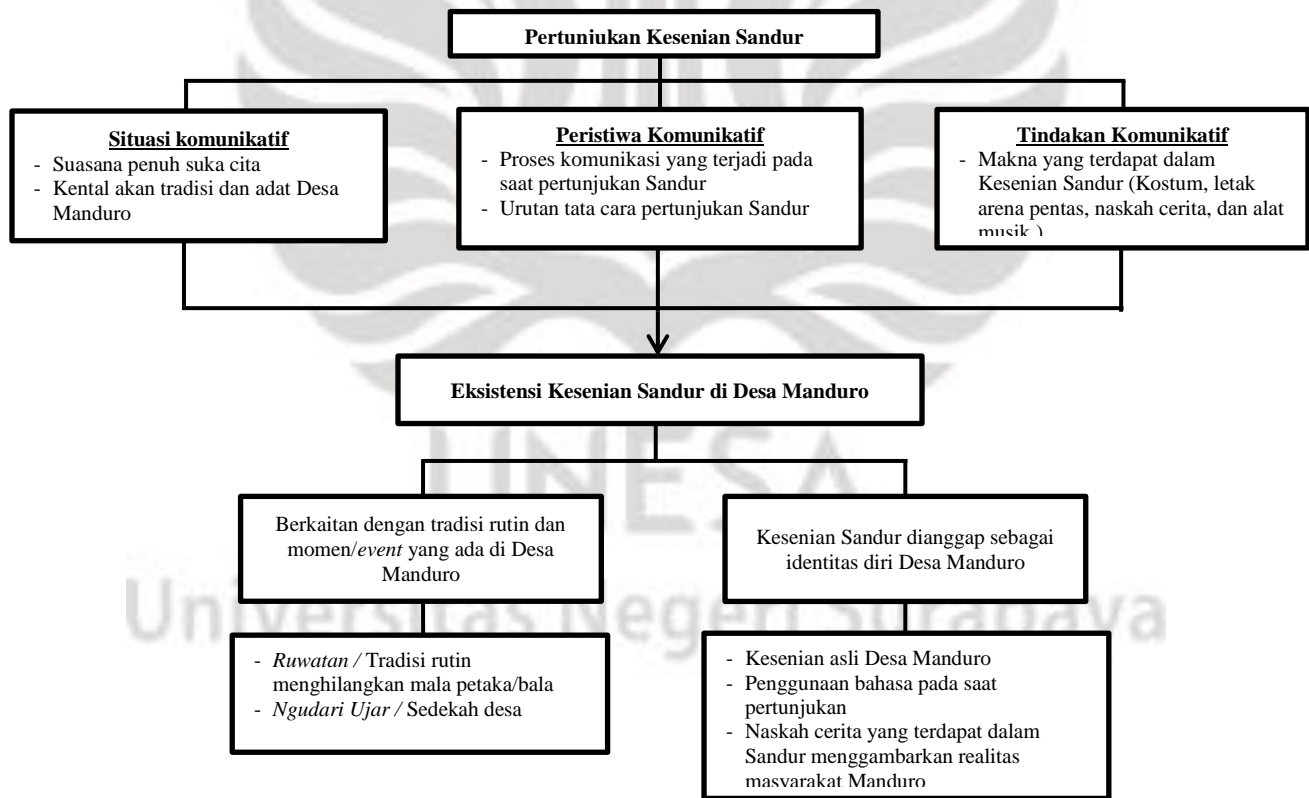 Pertunjukan Kesenian Sandur
Situasi komunikatif
- Suasana penuh suka cita
- Kental akan tradisi dan adat Desa
Manduro
Peristiwa Komunikatif
- Proses komunikasi yang terjadi pada
saat pertunjukan Sandur
- Urutan tata cara pertunjukan Sandur
Tindakan Komunikatif
- Makna yang terdapat dalam
Kesenian Sandur (Kostum, letak
arena pentas, naskah cerita, dan alat
musik )
Eksistensi Kesenian Sandur di Desa Manduro
Berkaitan dengan tradisi rutin dan
momen/event yang ada di Desa
Manduro
Kesenian Sandur dianggap sebagai
identitas diri Desa Manduro
- Ruwatan / Tradisi rutin
menghilangkan mala petaka/bala
- Ngudari Ujar / Sedekah desa
- Kesenian asli Desa Manduro
- Penggunaan bahasa pada saat
pertunjukan
- Naskah cerita yang terdapat dalam
Sandur menggambarkan realitas
masyarakat Manduro
UNESA
Universitas Negeri Surabaya